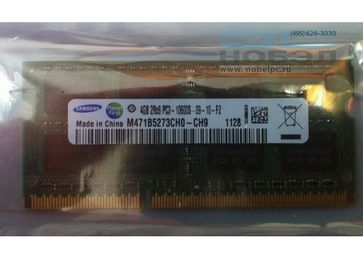 (495) 626-3030
НОБЭЛ
www.nobelpc.ru
SAMSUNG
4GB 2Rx8 PC3-10600S-09-10-F2
Made in China M471B5273CH0-CH9 1128